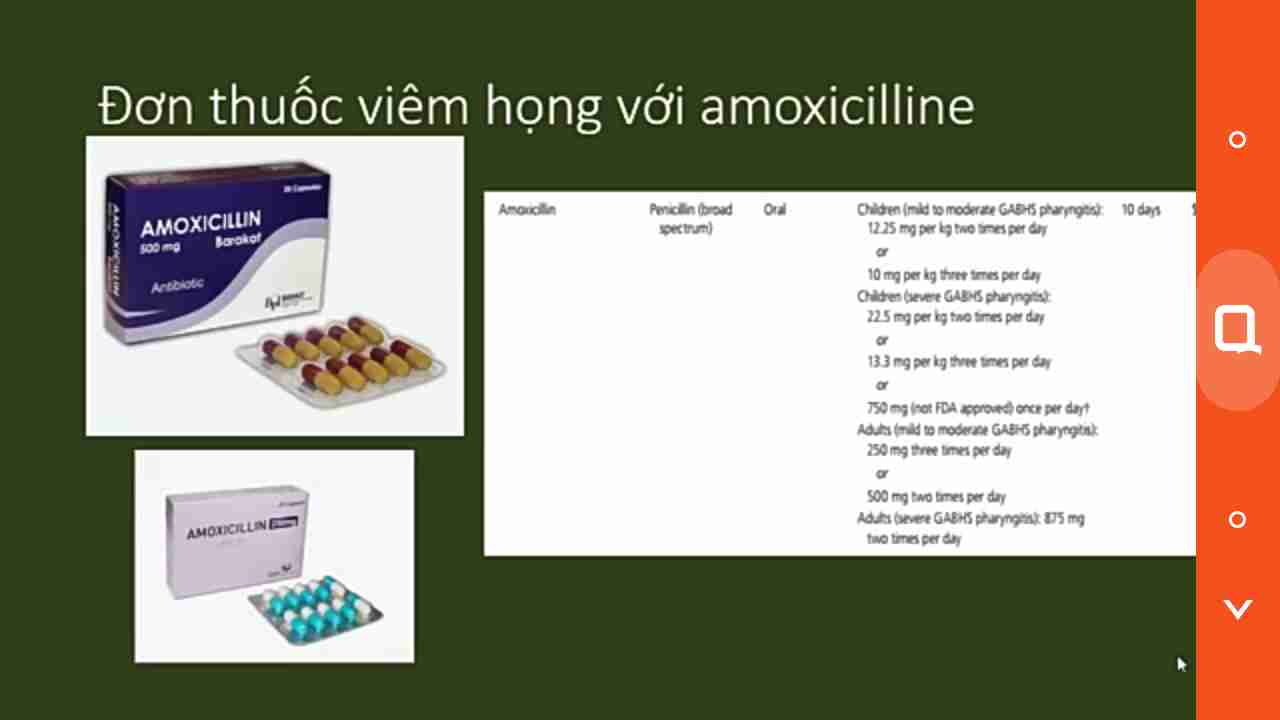 Đơn thuốc viêm họng với amoxicilline
20 Capsules
AMOXICILLIN
500 mg
Barakat
Antibiotic
AMOXICILLIN
AMOXICILLIN
Amoxicillin
Penicillin (broad
spectrum)
Oral
Children (mild to moderate GABHS pharyngitis):
12.25 mg per kg two times per day
or
10 mg per kg three times per day
Children (severe GABHS pharyngitis):
22.5 mg per kg two times per day
or
13.3 mg per kg three times per day
or
750 mg (not FDA approved) once per day†
Adults (mild to moderate GABHS pharyngitis):
250 mg three times per day
or
500 mg two times per day
Adults (severe GABHS pharyngitis): 875 mg
two times per day
10 days